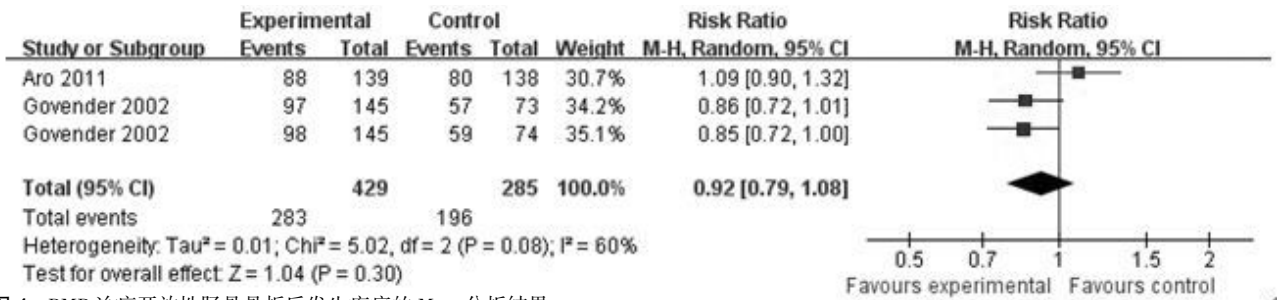 Experimental Control Risk Ratio Risk Ratio
Study or Subgroup Events Total Events Total Weight M-H, Random, 95% CI M-H, Random, 95% CI
Aro 2011 88 139 80 138 30.7% 1.09 [0.90, 1.32]
Govender 2002 97 145 57 73 34.2% 0.86 [0.72, 1.01]
Govender 2002 98 145 59 74 35.1% 0.85 [0.72, 1.00]
Total (95% CI) 429 285 100.0% 0.92 [0.79, 1.08]
Total events 283 196
Heterogeneity: Tau² = 0.01; Chi² = 5.02, df = 2 (P = 0.08); I² = 60%
Test for overall effect: Z = 1.04 (P = 0.30)
0.5 0.7 1 1.5 2
Favours experimental Favours control